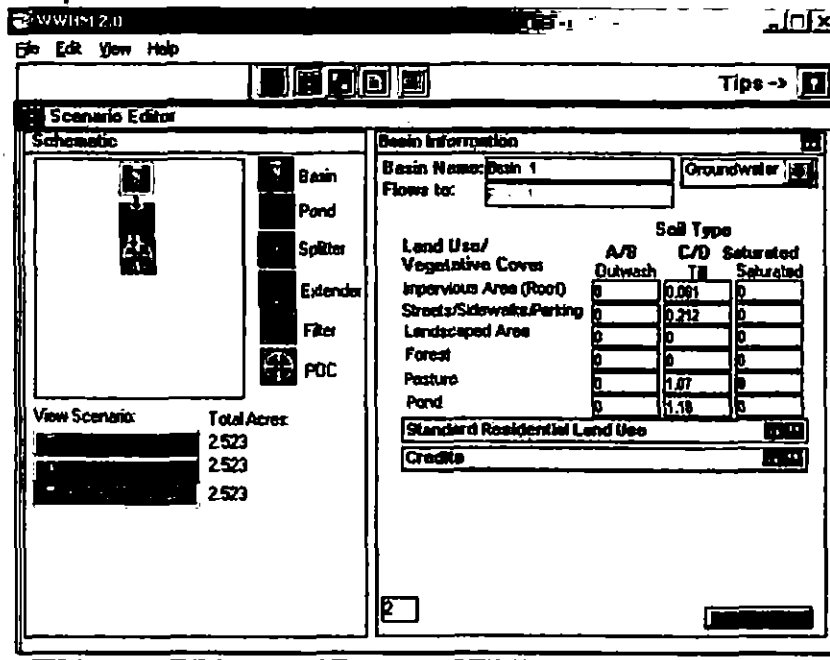 WWHM 2.0
File Edit View Help
Tips ->
Scenario Editor
Schematic
Basin
Pond
Splitter
Extender
Filter
POC
View Scenario:
Total Acres:
2.523
2.523
2.523
Basin Information
Basin Name: Basin 1
Groundwater
Flows to:
Soil Type
Land Use/
Vegetative Cover
A/B
Outwash
C/D
Till
Saturated
Saturated
Impervious Area (Roof) 0 0.081 0
Streets/Sidewalks/Parking 0 0.212 0
Landscaped Area 0 0 0
Forest 0 0 0
Pasture 0 1.07 0
Pond 0 1.16 0
Standard Residential Land Use
Credits
2